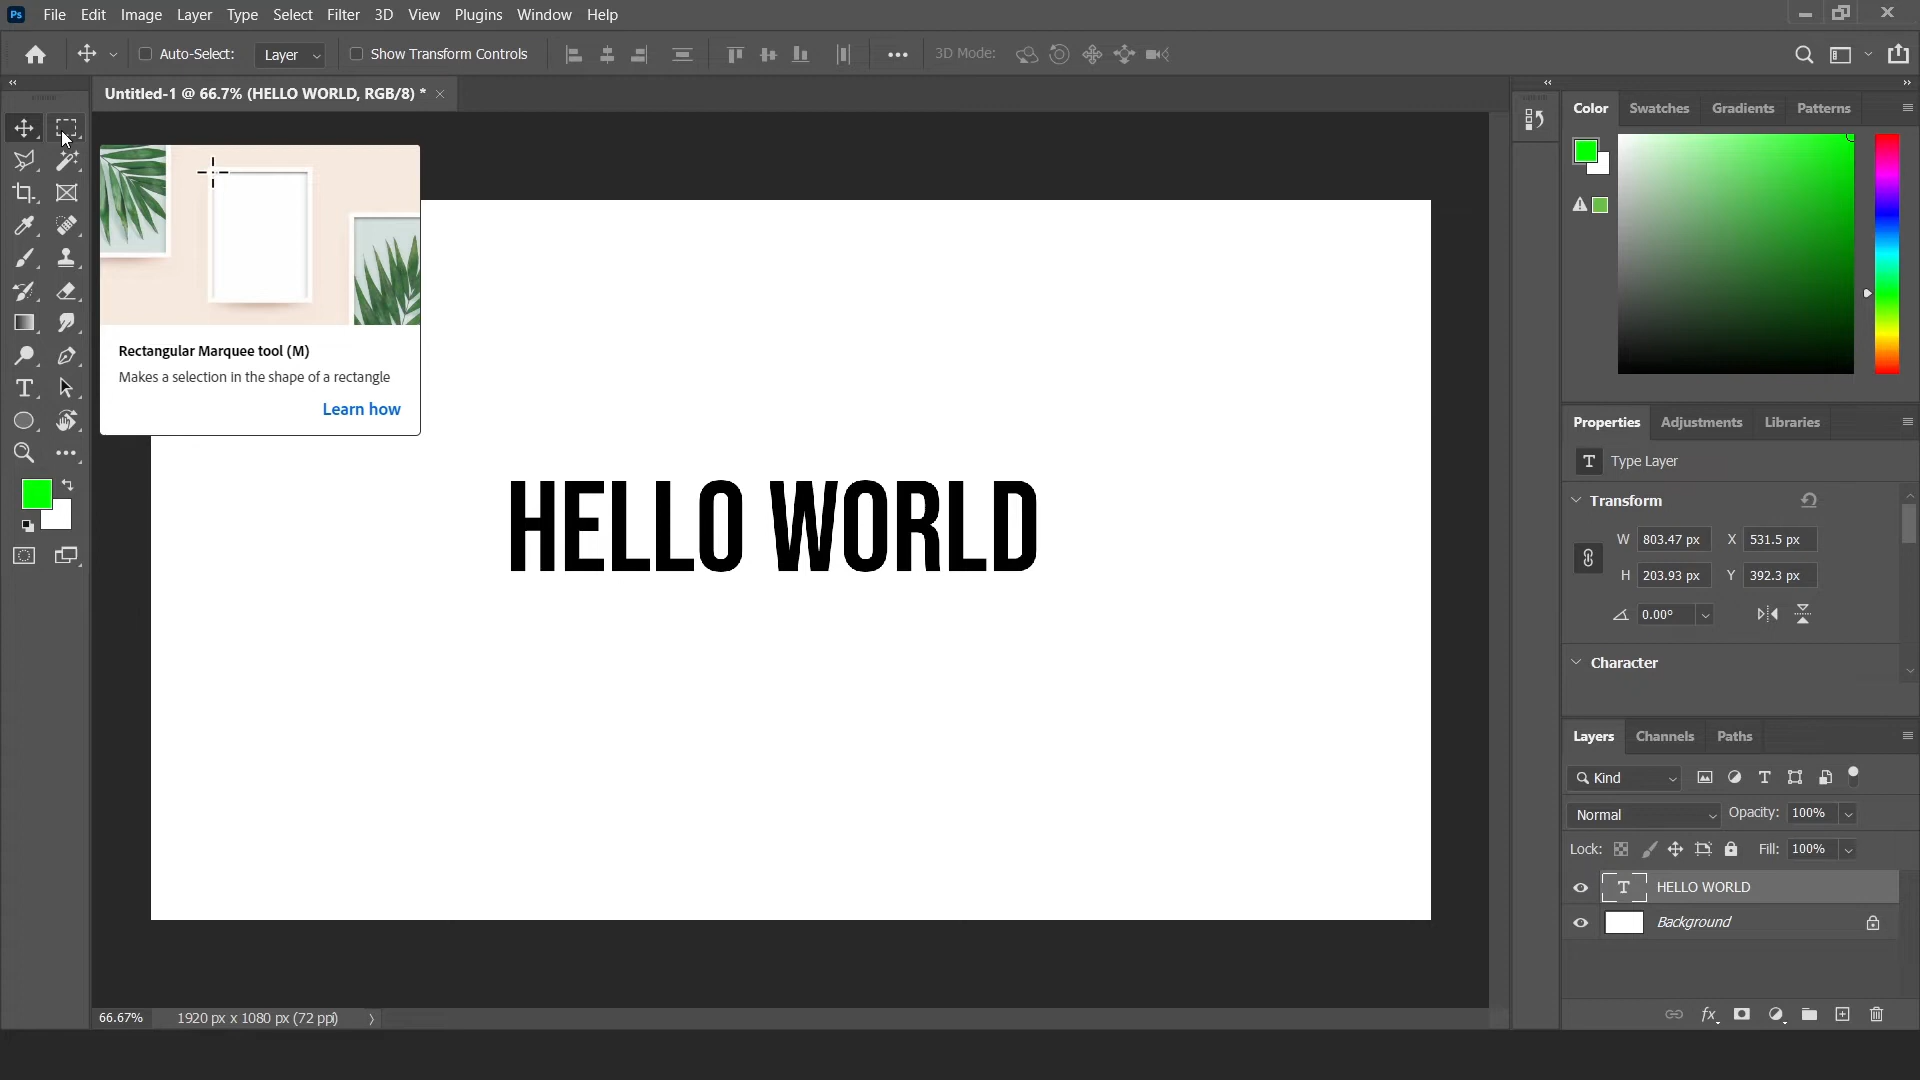 Ps File Edit Image Layer Type Select Filter 3D View Plugins Window Help
Auto-Select: Layer Show Transform Controls 3D Mode:
Untitled-1 @ 66.7% (HELLO WORLD, RGB/8) *
Rectangular Marquee tool (M)
Makes a selection in the shape of a rectangle
Learn how
HELLO WORLD
66.67% 1920 px x 1080 px (72 ppi)
Color Swatches Gradients Patterns
Properties Adjustments Libraries
T Type Layer
Transform
W 803.47 px X 531.5 px
H 203.93 px Y 392.3 px
0.00°
Character
Layers Channels Paths
Kind T
Normal Opacity: 100%
Lock: Fill: 100%
T HELLO WORLD
Background
fx